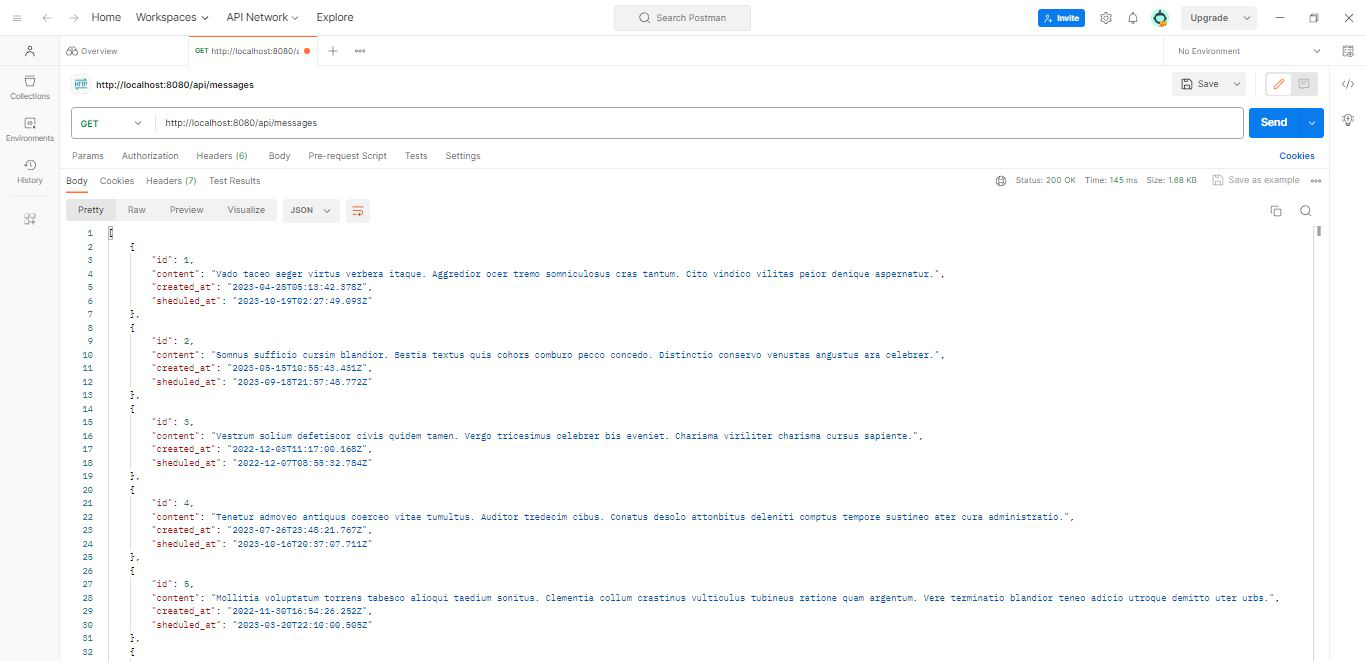 Home Workspaces API Network Explore Search Postman Invite Upgrade
Overview GET http://localhost:8080/a No Environment
HTTP http://localhost:8080/api/messages Save
Collections
GET http://localhost:8080/api/messages Send
Environments
Params Authorization Headers (6) Body Pre-request Script Tests Settings Cookies
History
Body Cookies Headers (7) Test Results Status: 200 OK Time: 145 ms Size: 1.68 KB Save as example
Pretty Raw Preview Visualize JSON
1 [
2 {
3 "id": 1,
4 "content": "Vado taceo aeger virtus verbera itaque. Aggredior ocer tremo somniculosus cras tantum. Cito vindico vilitas peior denique aspernatur.",
5 "created_at": "2023-04-28T05:13:42.378Z",
6 "sheduled_at": "2023-10-19T02:27:49.093Z"
7 },
8 {
9 "id": 2,
10 "content": "Somnus sufficio cursim blandior. Bestia textus quis cohors comburo pecco concedo. Distinctio conservo venustas angustus ara celebrer.",
11 "created_at": "2023-05-15T10:55:43.431Z",
12 "sheduled_at": "2023-09-18T21:57:48.772Z"
13 },
14 {
15 "id": 3,
16 "content": "Vestrum solium defetiscor civis quidem tamen. Vergo tricesimus celebrer bis eveniet. Charisma viriliter charisma cursus sapiente.",
17 "created_at": "2022-12-03T11:17:00.168Z",
18 "sheduled_at": "2022-12-07T08:55:32.784Z"
19 },
20 {
21 "id": 4,
22 "content": "Tenetur admoveo antiquus coerceo vitae tumultus. Auditor tredecim cibus. Conatus desolo attonbitus deleniti comptus tempore sustineo ater cura administratio.",
23 "created_at": "2023-07-26T23:48:21.767Z",
24 "sheduled_at": "2023-10-16T20:37:07.711Z"
25 },
26 {
27 "id": 5,
28 "content": "Mollitia voluptatum torrens tabesco alioqui taedium sonitus. Clementia collum crastinus vulticulus tubineus ratione quam argentum. Vere terminatio blandior teneo adicio utroque demitto uter urbs.",
29 "created_at": "2022-11-30T16:54:26.252Z",
30 "sheduled_at": "2023-03-20T22:10:00.505Z"
31 },
32 {